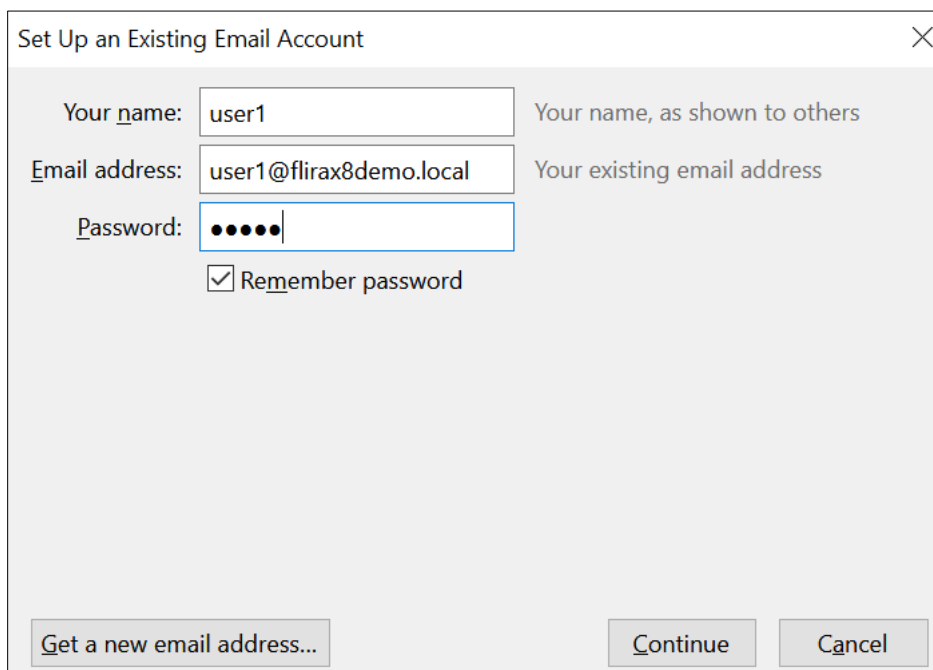 Set Up an Existing Email Account
Your name: user1 Your name, as shown to others
Email address: user1@flirax8demo.local Your existing email address
Password: •••••
Remember password
Get a new email address... Continue Cancel